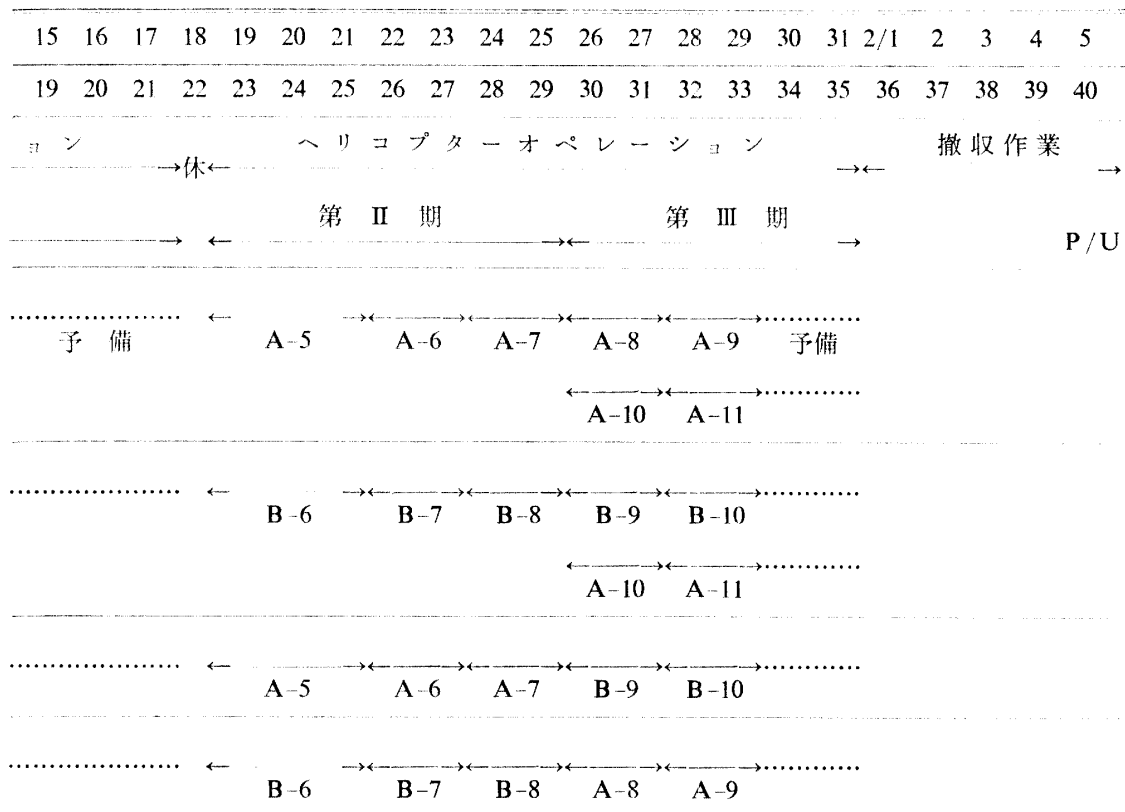 15 16 17 18 19 20 21 22 23 24 25 26 27 28 29 30 31 2/1 2 3 4 5
19 20 21 22 23 24 25 26 27 28 29 30 31 32 33 34 35 36 37 38 39 40
ョン ヘリコプターオペレーション 撤収作業
休
第 II 期 第 III 期
P/U
予備 A-5 A-6 A-7 A-8 A-9 予備
A-10 A-11
B-6 B-7 B-8 B-9 B-10
A-10 A-11
A-5 A-6 A-7 B-9 B-10
B-6 B-7 B-8 A-8 A-9